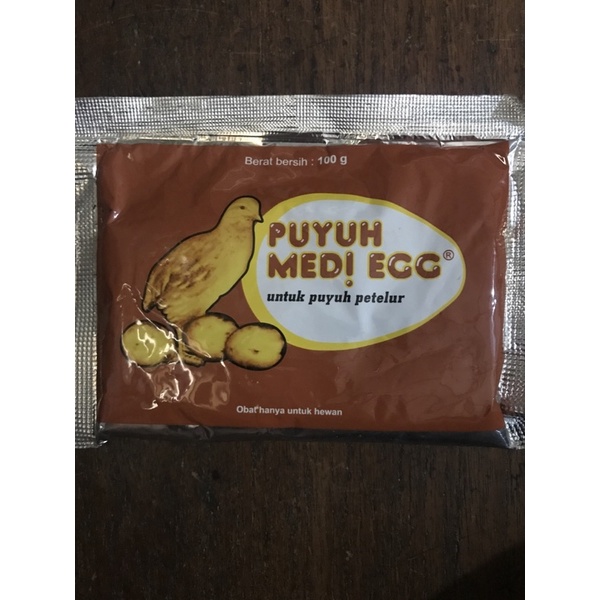 Berat bersih : 100 g
PUYUH
MEDI EGG®
untuk puyuh petelur
Obat hanya untuk hewan